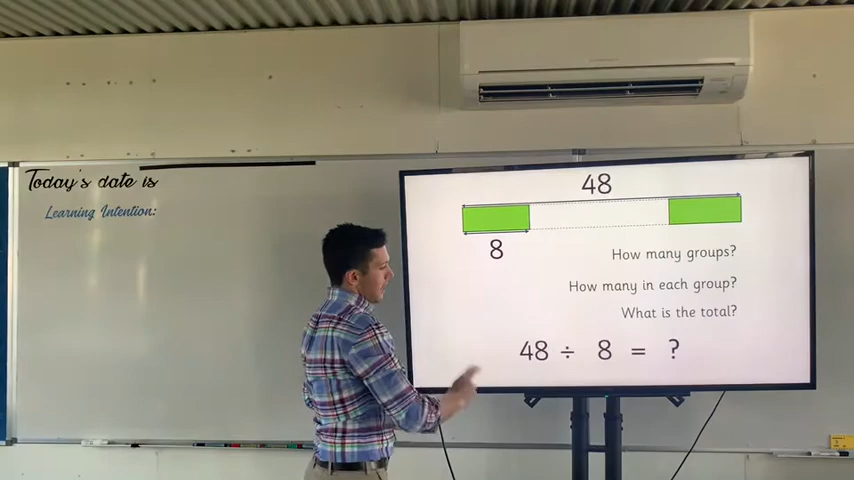 Today's date is
Learning Intention:
48
8
How many groups?
How many in each group?
What is the total?
48 ÷ 8 = ?